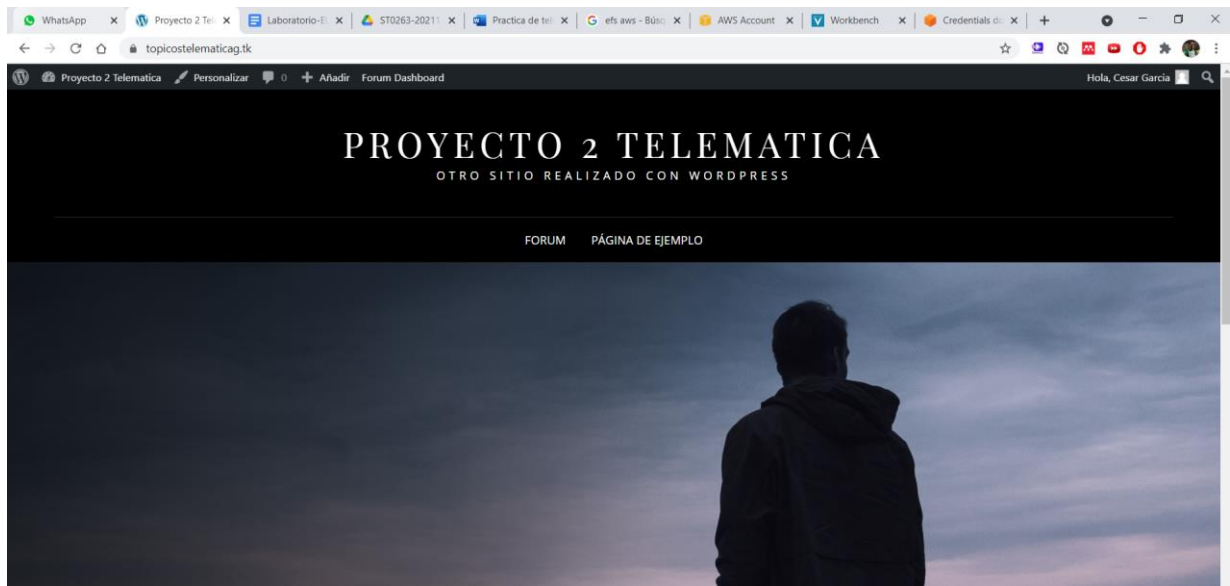 WhatsApp
Proyecto 2 Tel
Laboratorio-E
ST0263-20211
Practica de tel
efs aws - Búsq
AWS Account
Workbench
Credentials do
topicostelematicag.tk
Proyecto 2 Telematica Personalizar 0 Añadir Forum Dashboard
Hola, Cesar Garcia
PROYECTO 2 TELEMATICA
OTRO SITIO REALIZADO CON WORDPRESS
FORUM PÁGINA DE EJEMPLO